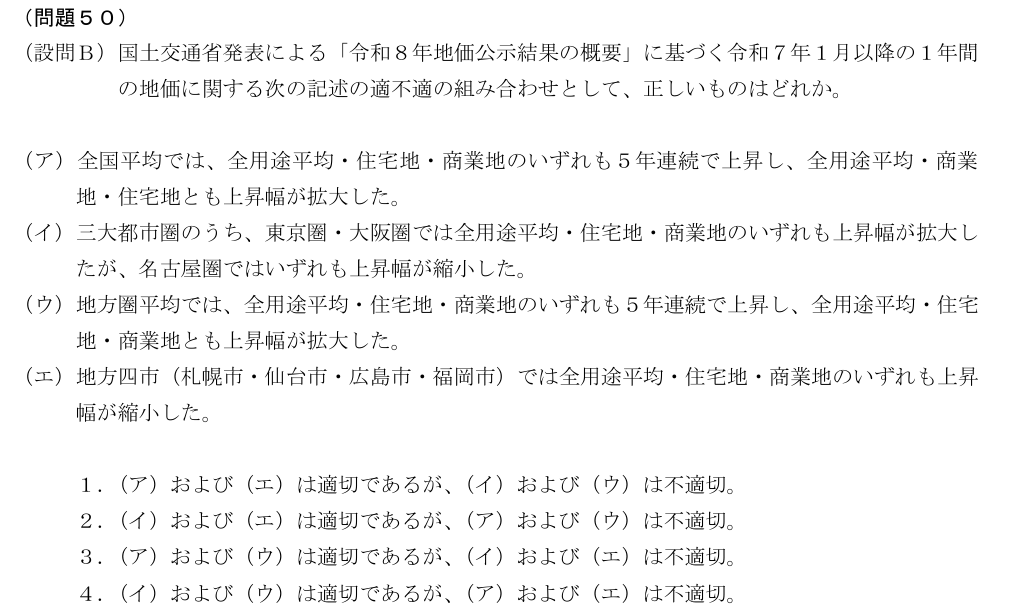 （問題５０）
（設問Ｂ）国土交通省発表による「令和８年地価公示結果の概要」に基づく令和７年１月以降の１年間
の地価に関する次の記述の適不適の組み合わせとして、正しいものはどれか。
（ア）全国平均では、全用途平均・住宅地・商業地のいずれも５年連続で上昇し、全用途平均・商業
地・住宅地とも上昇幅が拡大した。
（イ）三大都市圏のうち、東京圏・大阪圏では全用途平均・住宅地・商業地のいずれも上昇幅が拡大し
たが、名古屋圏ではいずれも上昇幅が縮小した。
（ウ）地方圏平均では、全用途平均・住宅地・商業地のいずれも５年連続で上昇し、全用途平均・住宅
地・商業地とも上昇幅が拡大した。
（エ）地方四市（札幌市・仙台市・広島市・福岡市）では全用途平均・住宅地・商業地のいずれも上昇
幅が縮小した。
１．（ア）および（エ）は適切であるが、（イ）および（ウ）は不適切。
２．（イ）および（エ）は適切であるが、（ア）および（ウ）は不適切。
３．（ア）および（ウ）は適切であるが、（イ）および（エ）は不適切。
４．（イ）および（ウ）は適切であるが、（ア）および（エ）は不適切。